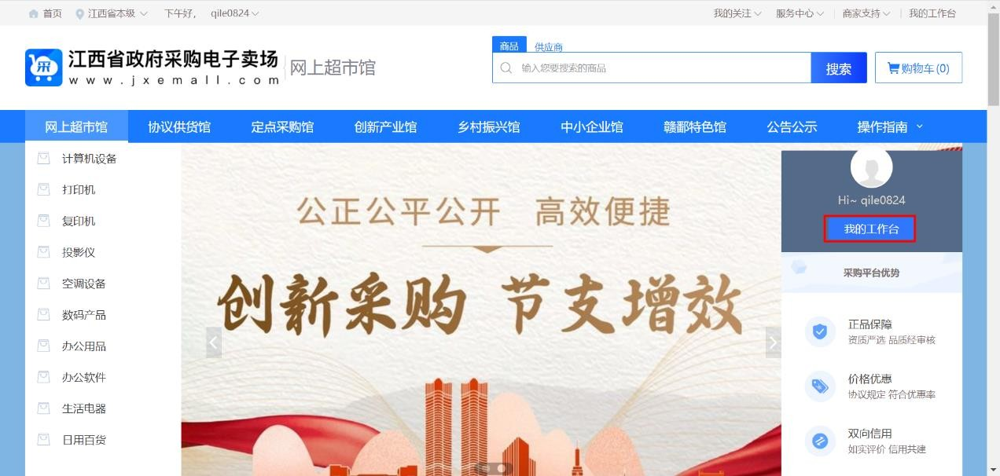 首页 江西省本级 下午好， qile0824 我的关注 服务中心 商家支持 我的工作台
江西省政府采购电子卖场
www.jxemall.com
网上超市馆
商品 供应商
输入您要搜索的商品 搜索 购物车(0)
网上超市馆 协议供货馆 定点采购馆 创新产业馆 乡村振兴馆 中小企业馆 赣鄱特色馆 公告公示 操作指南
计算机设备
打印机
复印机
投影仪
空调设备
数码产品
办公用品
办公软件
生活电器
日用百货
公正公平公开 高效便捷
创新采购 节支增效
Hi~ qile0824
我的工作台
采购平台优势
正品保障
资质严选 品质经审核
价格优惠
协议规定 符合优惠率
双向信用
如实评价 信用共建